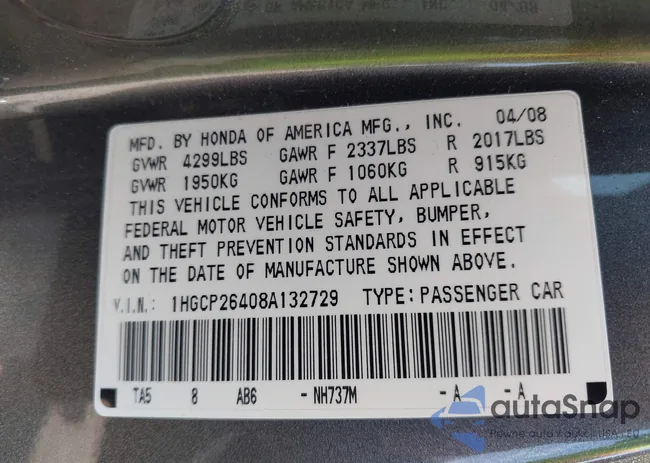 MFD. BY HONDA OF AMERICA MFG., INC. 04/08
GVWR 4299LBS GAWR F 2337LBS R 2017LBS
GVWR 1950KG GAWR F 1060KG R 915KG
THIS VEHICLE CONFORMS TO ALL APPLICABLE
FEDERAL MOTOR VEHICLE SAFETY, BUMPER,
AND THEFT PREVENTION STANDARDS IN EFFECT
ON THE DATE OF MANUFACTURE SHOWN ABOVE.
V.I.N.: 1HGCP26408A132729 TYPE: PASSENGER CAR
TA5 8 AB6 - NH737M - A - A
autaSnap